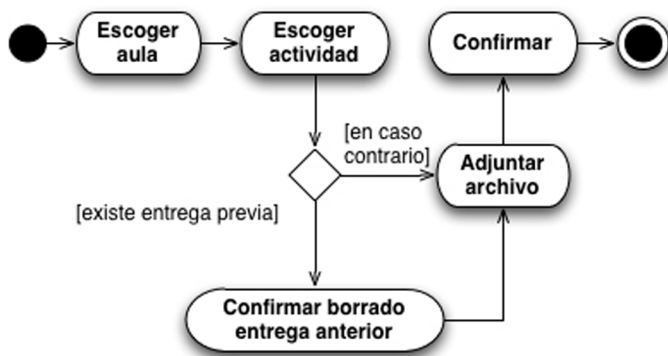 Escoger
aula
Escoger
actividad
Confirmar
[en caso
contrario]
Adjuntar
archivo
[existe entrega previa]
Confirmar borrado
entrega anterior